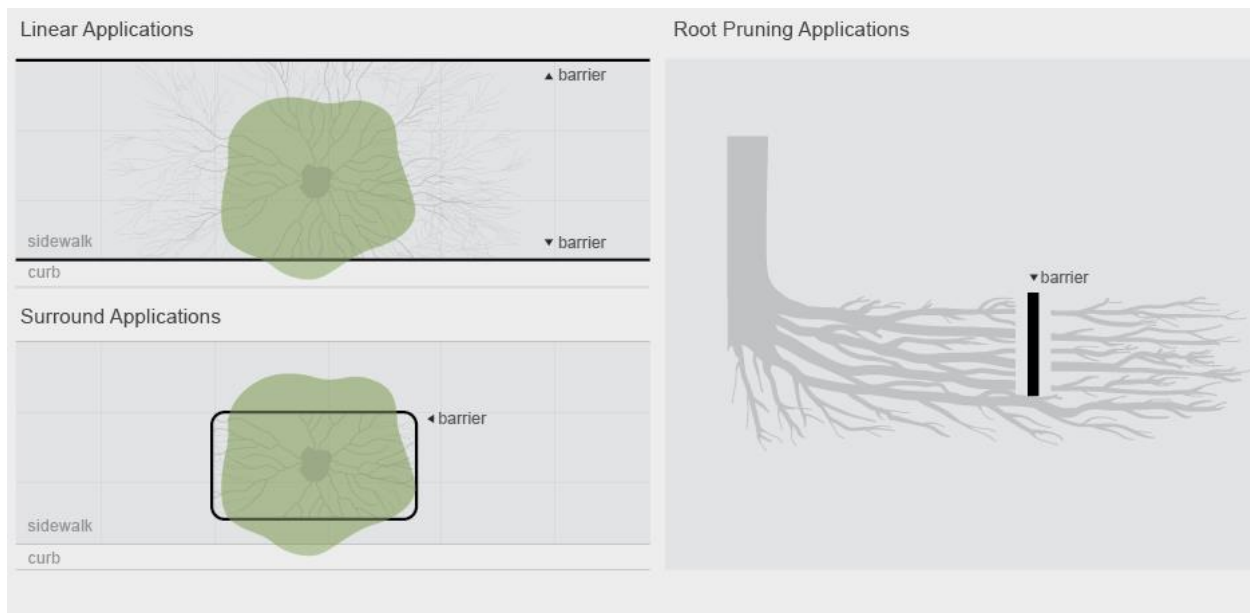 Linear Applications
▲ barrier
sidewalk
▼ barrier
curb
Surround Applications
◄ barrier
sidewalk
curb
Root Pruning Applications
▼ barrier